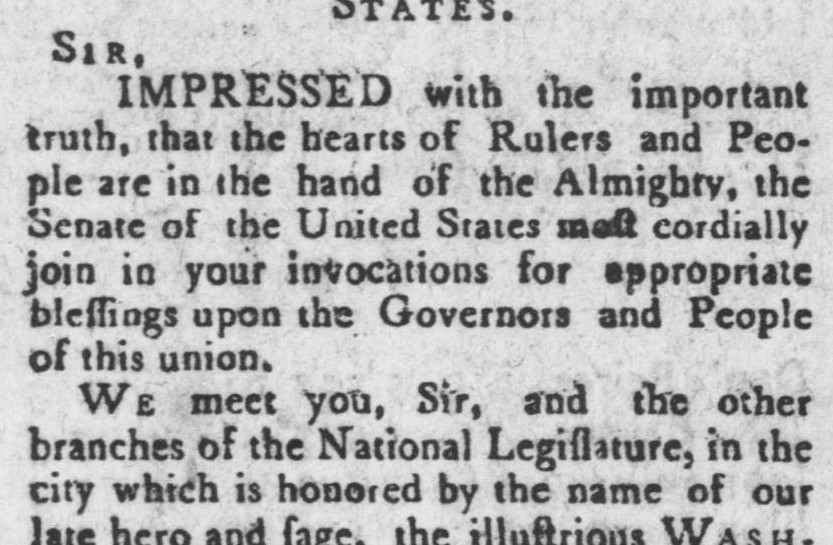 STATES.
SIR,
IMPRESSED with the important
truth, that the hearts of Rulers and Peo-
ple are in the hand of the Almighty, the
Senate of the United States moſt cordially
join in your invocations for appropriate
bleſſings upon the Governors and People
of this union.
WE meet you, Sir, and the other
branches of the National Legiſlature, in the
city which is honored by the name of our
late hero and ſage, the illuſtrious WASH-